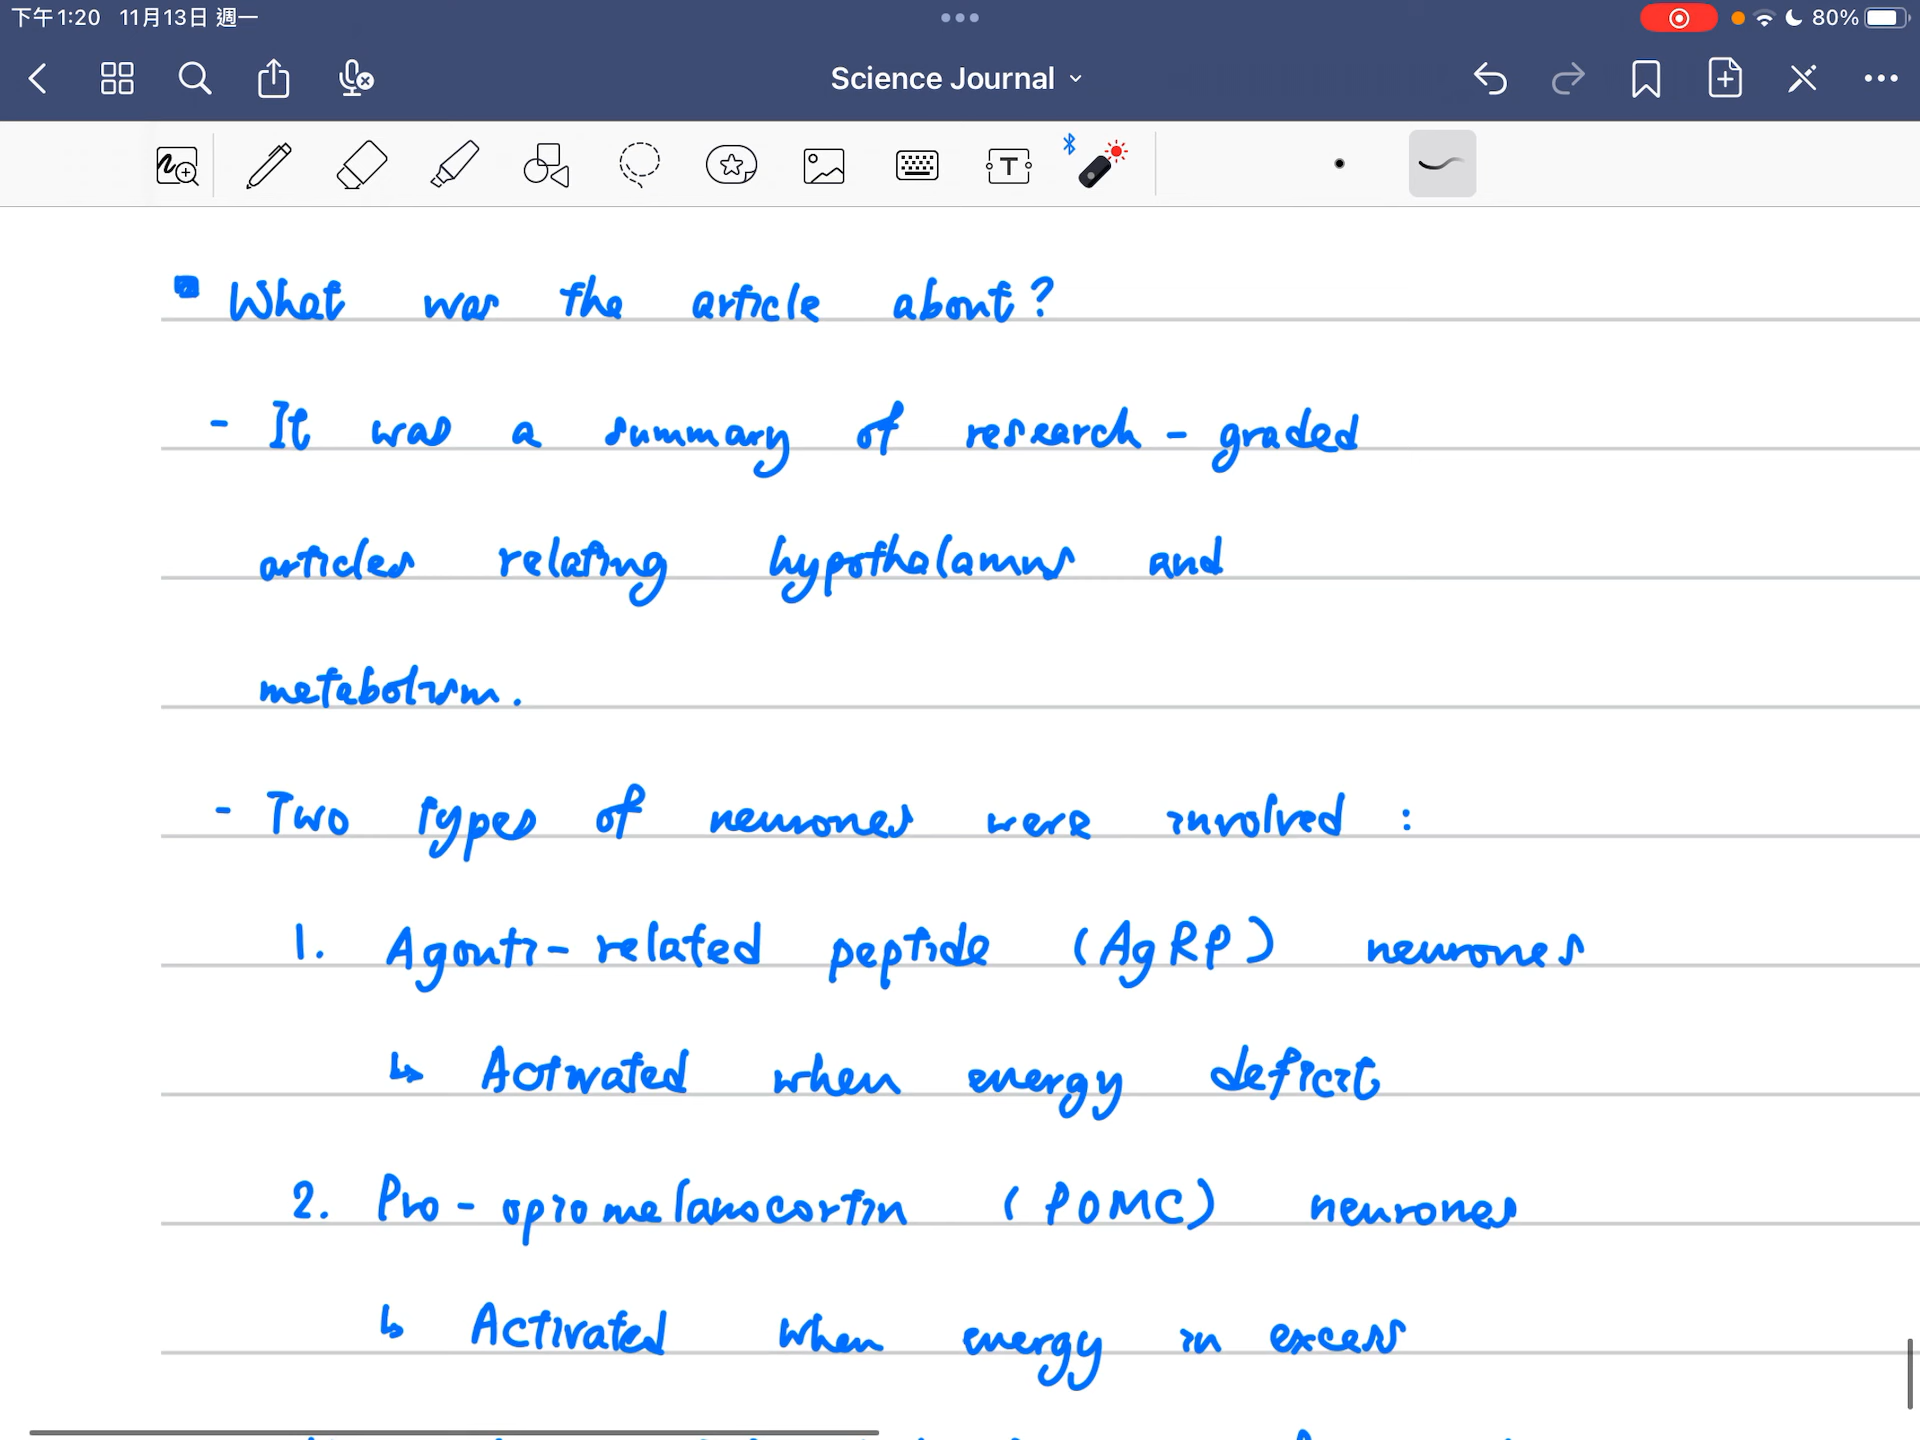 下午1:20 11月13日 週一
80%
Science Journal
T
What was the article about?
- It was a summary of research - graded
articles relating hypothalamus and
metabolism.
- Two types of neurones were involved :
1. Agouti - related peptide (AgRP) neurones
↳ Activated when energy deficit
2. Pro - opiomelanocortin (POMC) neurones
↳ Activated when energy in excess